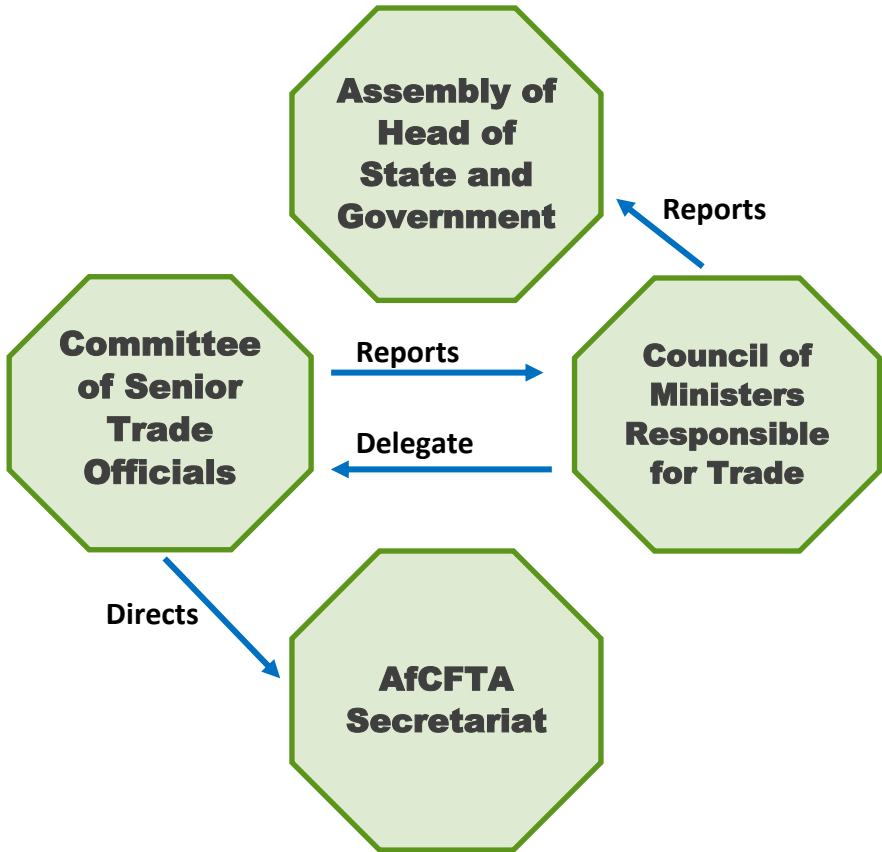 Assembly of
Head of
State and
Government
Reports
Committee
of Senior
Trade
Officials
Reports
Delegate
Council of
Ministers
Responsible
for Trade
Directs
AfCFTA
Secretariat